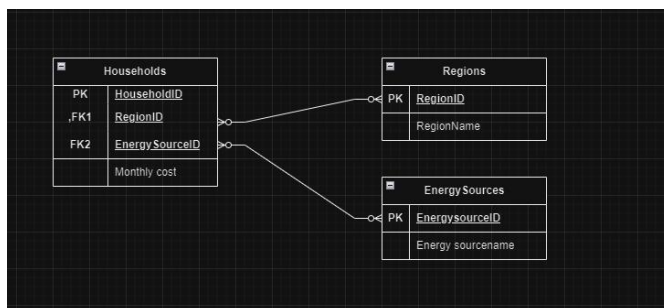 Households
PK HouseholdID
,FK1 RegionID
FK2 EnergySourceID
Monthly cost
Regions
PK RegionID
RegionName
EnergySources
PK EnergysourceID
Energy sourcename